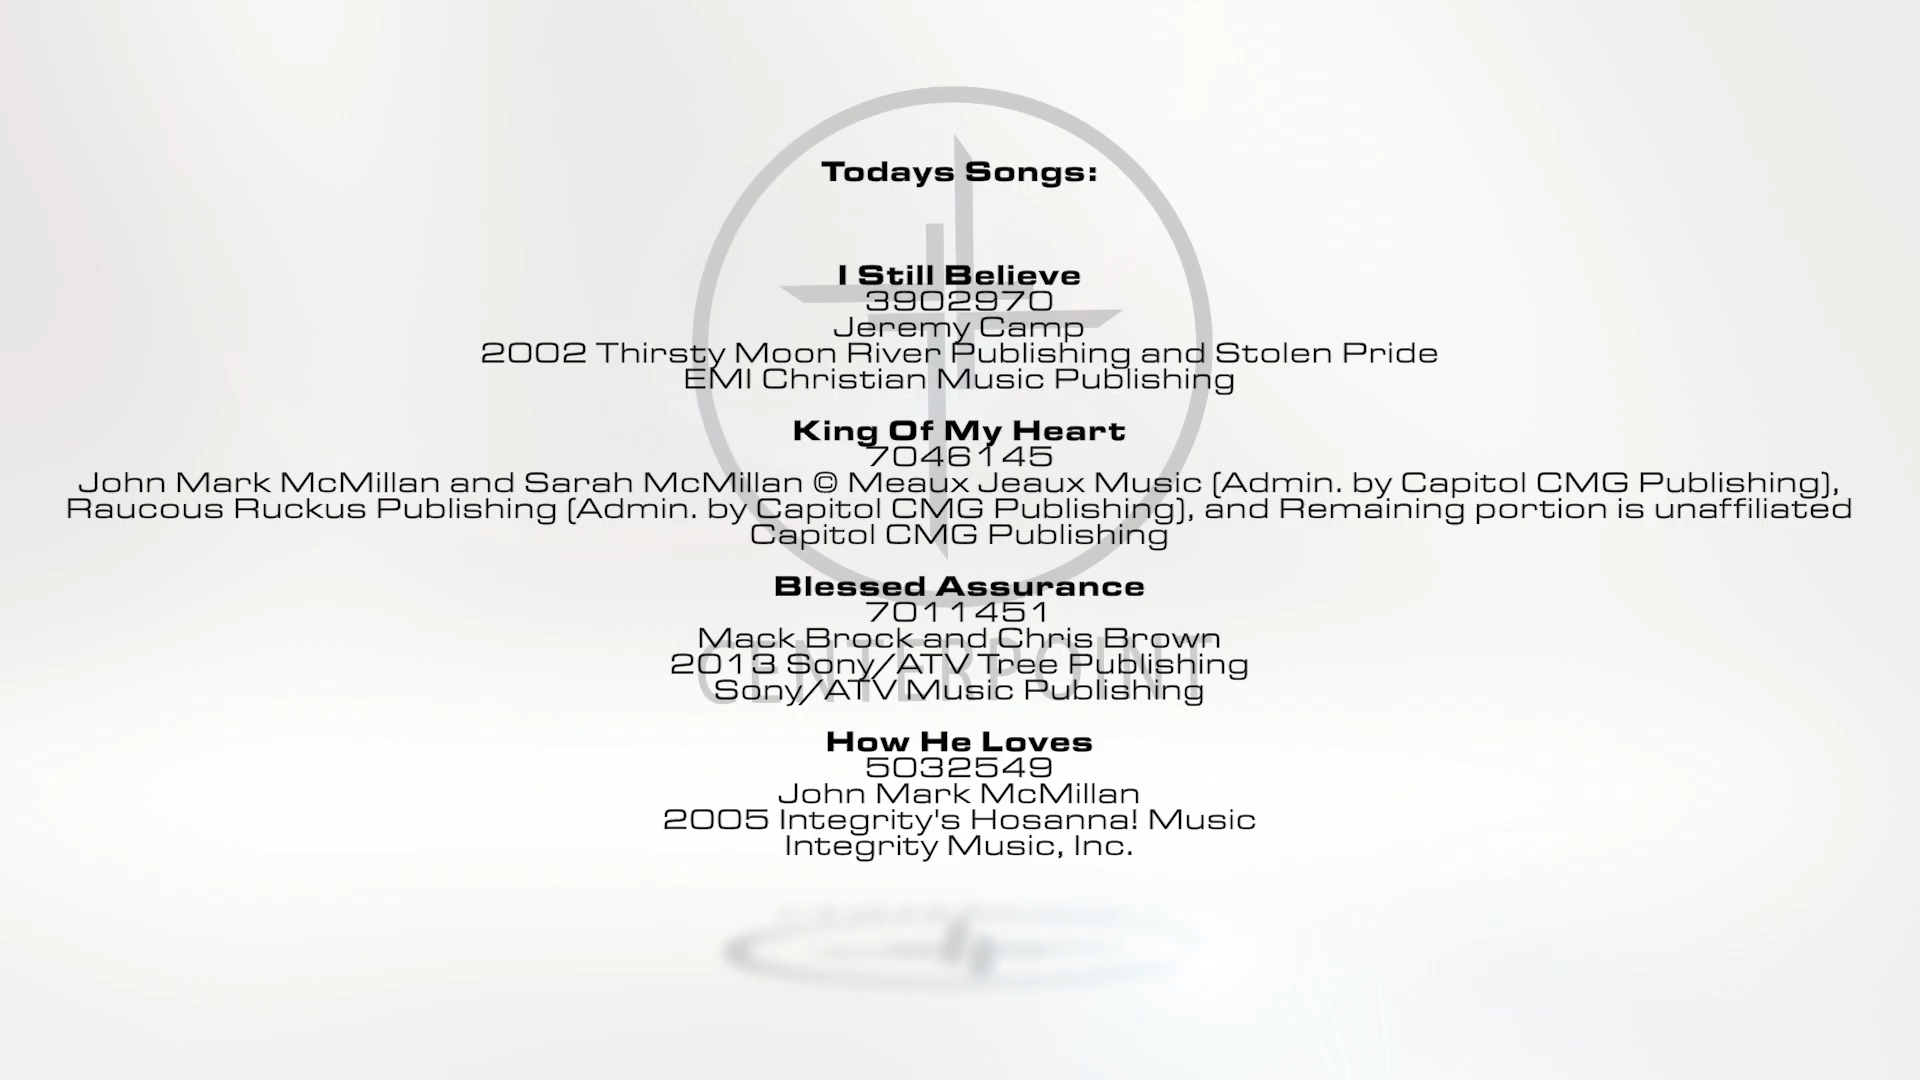 Todays Songs:
I Still Believe
3902970
Jeremy Camp
2002 Thirsty Moon River Publishing and Stolen Pride
EMI Christian Music Publishing
King Of My Heart
7046145
John Mark McMillan and Sarah McMillan © Meaux Jeaux Music (Admin. by Capitol CMG Publishing),
Raucous Ruckus Publishing (Admin. by Capitol CMG Publishing), and Remaining portion is unaffiliated
Capitol CMG Publishing
Blessed Assurance
7011451
Mack Brock and Chris Brown
2013 Sony/ATV Tree Publishing
Sony/ATV Music Publishing
CENTERPOINT
How He Loves
5032549
John Mark McMillan
2005 Integrity's Hosanna! Music
Integrity Music, Inc.